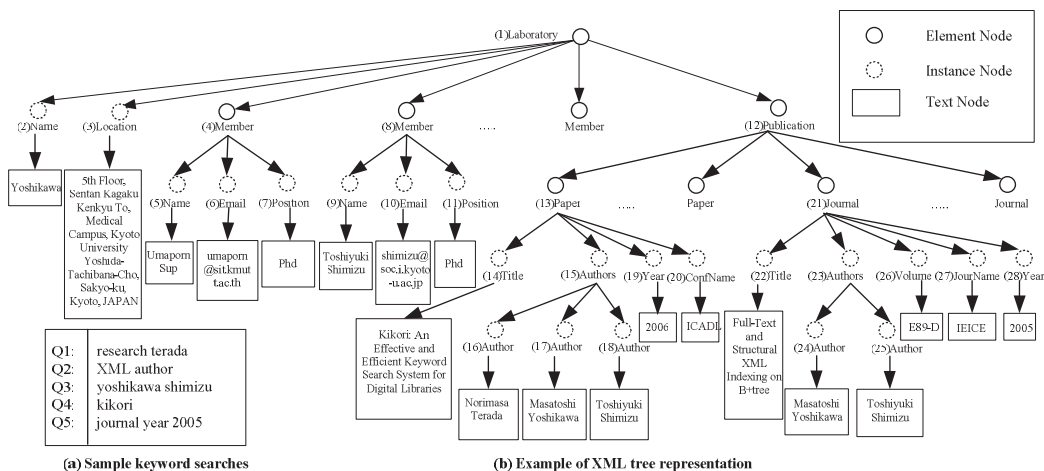 (1)Laboratory
Element Node
Instance Node
Text Node
(2)Name
(3)Location
(4)Member
(8)Member
.....
Member
(12)Publication
Yoshikawa
5th Floor,
Sentan Kagaku
Kenkyu To,
Medical
Campus, Kyoto
University
Yoshida-
Tachibana-Cho,
Sakyo-ku,
Kyoto, JAPAN
(5)Name
(6)Email
(7)Position
(9)Name
(10)Email
(11)Position
(13)Paper
.....
Paper
(21)Journal
.....
Journal
Umaporn
Sup
umaporn
@sit.kmut
t.ac.th
Phd
Toshiyuki
Shimizu
shimizu@
soc.i.kyoto
-u.ac.jp
Phd
(14)Title
(15)Authors
(19)Year
(20)ConfName
(22)Title
(23)Authors
(26)Volume
(27)JourName
(28)Year
Kikori: An
Effective and
Efficient Keyword
Search System for
Digital Libraries
2006
ICADL
Full-Text
and
Structural
XML
Indexing on
B+tree
E89-D
IEICE
2005
(16)Author
(17)Author
(18)Author
(24)Author
(25)Author
Norimasa
Terada
Masatoshi
Yoshikawa
Toshiyuki
Shimizu
Masatoshi
Yoshikawa
Toshiyuki
Shimizu
Q1: research terada
Q2: XML author
Q3: yoshikawa shimizu
Q4: kikori
Q5: journal year 2005
(a) Sample keyword searches
(b) Example of XML tree representation